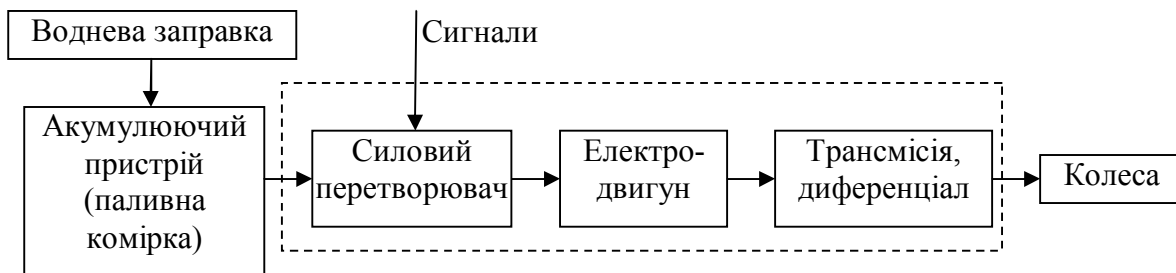 Воднева заправка
Сигнали
Акумулюючий
пристрій
(паливна
комірка)
Силовий
перетворювач
Електро-
двигун
Трансмісія,
диференціал
Колеса